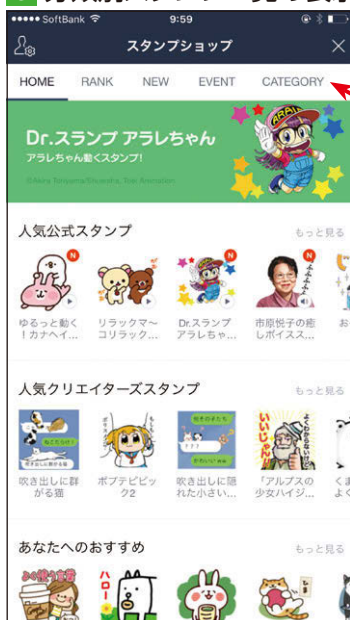 SoftBank 9:59
スタンプショップ
HOME RANK NEW EVENT CATEGORY
Dr.スランプ アラレちゃん
アラレちゃん動くスタンプ!
人気公式スタンプ もっと見る
ゆるっと動く！カナヘイ...
リラックマ〜コリラック...
Dr.スランプ アラレちゃ...
市原悦子の癒しボイスス...
お
人気クリエイターズスタンプ もっと見る
吹き出しに群がる猫
ポプテピピック2
吹き出しに隠れた小さい...
「アルプスの少女ハイジ...
くま
よく
あなたへのおすすめ もっと見る
ハロー!